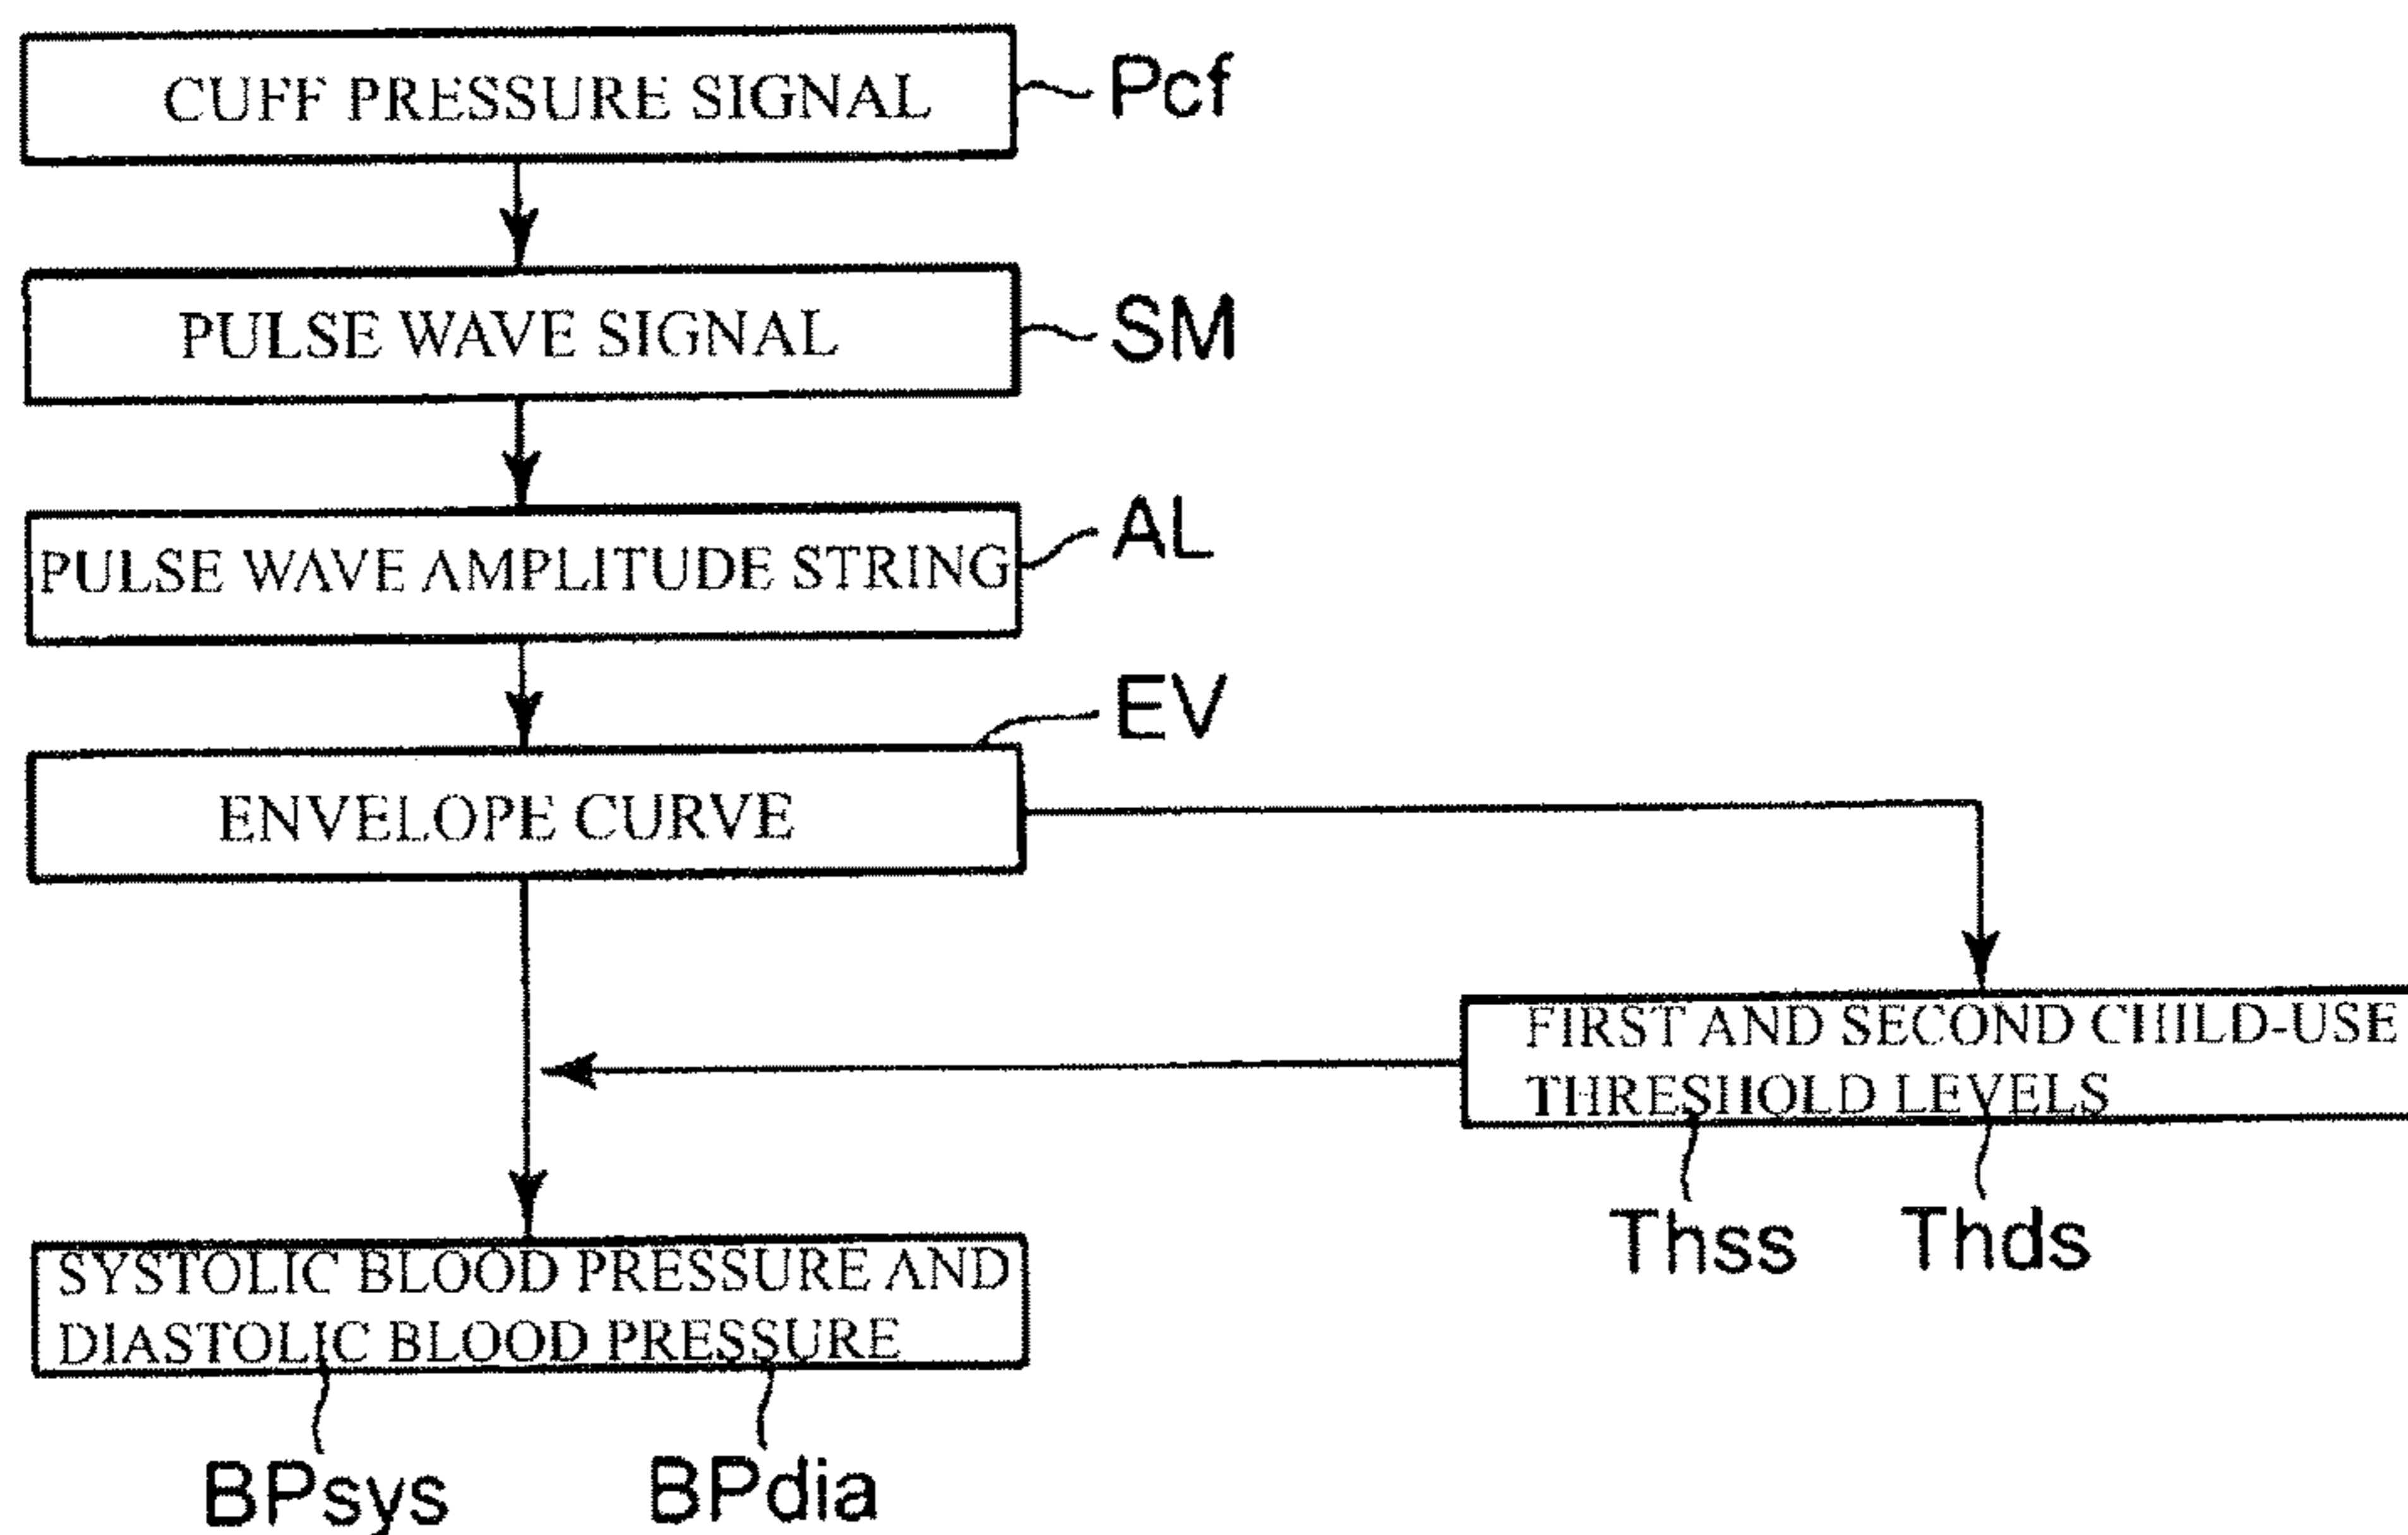 CUFF PRESSURE SIGNAL
Pcf
PULSE WAVE SIGNAL
SM
PULSE WAVE AMPLITUDE STRING
AL
EV
ENVELOPE CURVE
FIRST AND SECOND CHILD-USE
THRESHOLD LEVELS
Thss Thds
SYSTOLIC BLOOD PRESSURE AND
DIASTOLIC BLOOD PRESSURE
BPsys BPdia